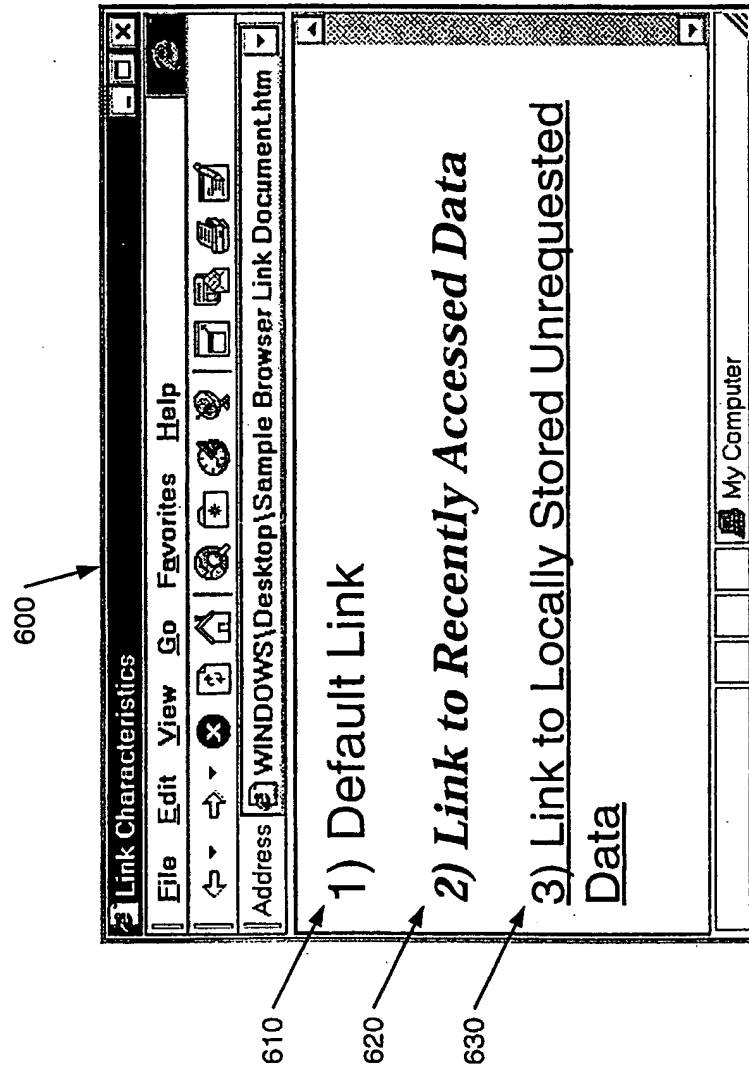 600
Link Characteristics
File Edit View Go Favorites Help
Address WINDOWS\Desktop\Sample Browser Link Document.htm
610
1) Default Link
620
2) Link to Recently Accessed Data
630
3) Link to Locally Stored Unrequested
Data
My Computer